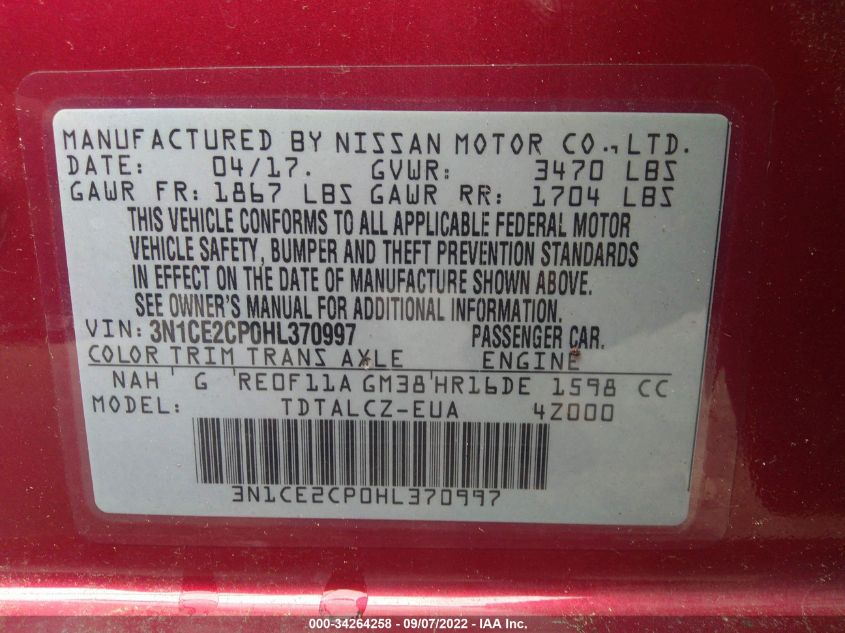 MANUFACTURED BY NISSAN MOTOR CO., LTD.
DATE: 04/17. GVWR: 3470 LBS
GAWR FR: 1867 LBS GAWR RR: 1704 LBS
THIS VEHICLE CONFORMS TO ALL APPLICABLE FEDERAL MOTOR
VEHICLE SAFETY, BUMPER AND THEFT PREVENTION STANDARDS
IN EFFECT ON THE DATE OF MANUFACTURE SHOWN ABOVE.
SEE OWNER'S MANUAL FOR ADDITIONAL INFORMATION.
VIN: 3N1CE2CP0HL370997 PASSENGER CAR.
COLOR TRIM TRANS AXLE ENGINE
NAH G RE0F11A GM38 HR16DE 1598 CC
MODEL: TDTALCZ-EUA 4Z000
3N1CE2CP0HL370997
000-34264258 - 09/07/2022 - IAA Inc.